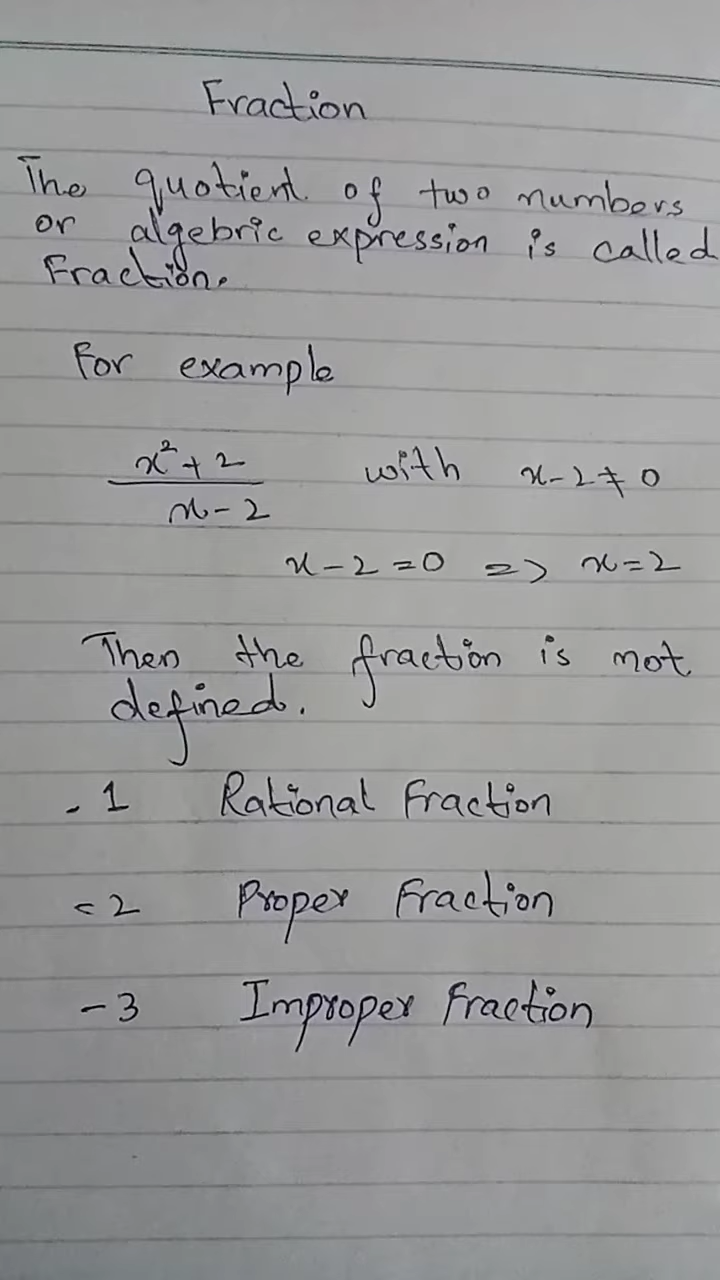 Fraction
The quotient of two numbers
or algebric expression is called
Fraction.
For example
x²+2 / x-2 with x-2≠0
x-2=0 => x=2
Then the fraction is not
defined.
- 1 Rational Fraction
= 2 Proper Fraction
- 3 Improper Fraction